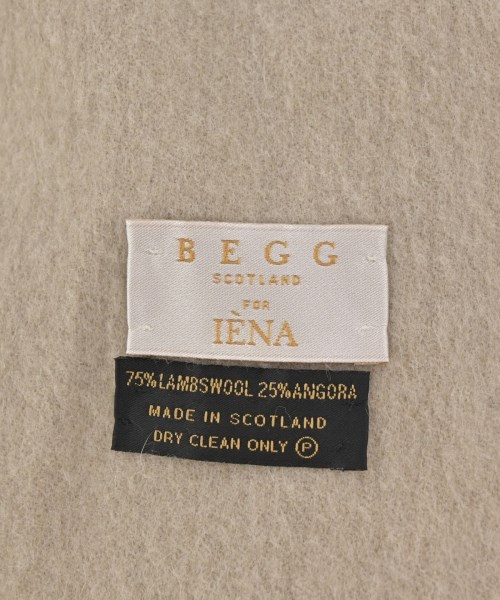 BEGG
SCOTLAND
FOR
IÈNA
75%LAMBSWOOL 25%ANGORA
MADE IN SCOTLAND
DRY CLEAN ONLY Ⓟ